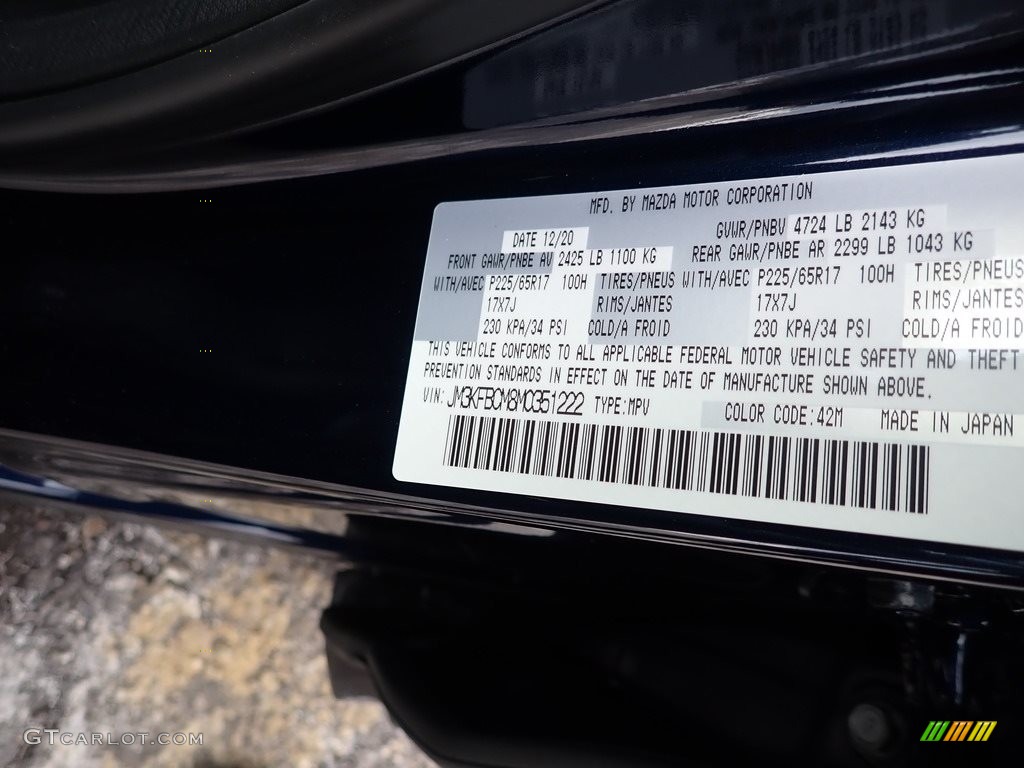 MFD. BY MAZDA MOTOR CORPORATION
DATE 12/20 GVWR/PNBV 4724 LB 2143 KG
FRONT GAWR/PNBE AV 2425 LB 1100 KG REAR GAWR/PNBE AR 2299 LB 1043 KG
WITH/AVEC P225/65R17 100H TIRES/PNEUS WITH/AVEC P225/65R17 100H TIRES/PNEUS
17X7J RIMS/JANTES 17X7J RIMS/JANTES
230 KPA/34 PSI COLD/A FROID 230 KPA/34 PSI COLD/A FROID
THIS VEHICLE CONFORMS TO ALL APPLICABLE FEDERAL MOTOR VEHICLE SAFETY AND THEFT
PREVENTION STANDARDS IN EFFECT ON THE DATE OF MANUFACTURE SHOWN ABOVE.
VIN: JM3KFBCM8M0351222 TYPE:MPV COLOR CODE:42M MADE IN JAPAN
GTCARLOT.COM